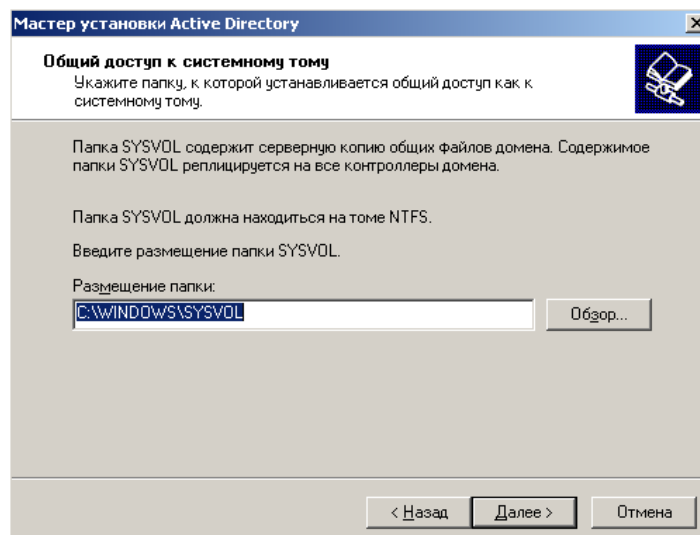 Мастер установки Active Directory
Общий доступ к системному тому
Укажите папку, к которой устанавливается общий доступ как к
системному тому.
Папка SYSVOL содержит серверную копию общих файлов домена. Содержимое
папки SYSVOL реплицируется на все контроллеры домена.
Папка SYSVOL должна находиться на томе NTFS.
Введите размещение папки SYSVOL.
Размещение папки:
C:\WINDOWS\SYSVOL
Обзор...
< Назад
Далее >
Отмена